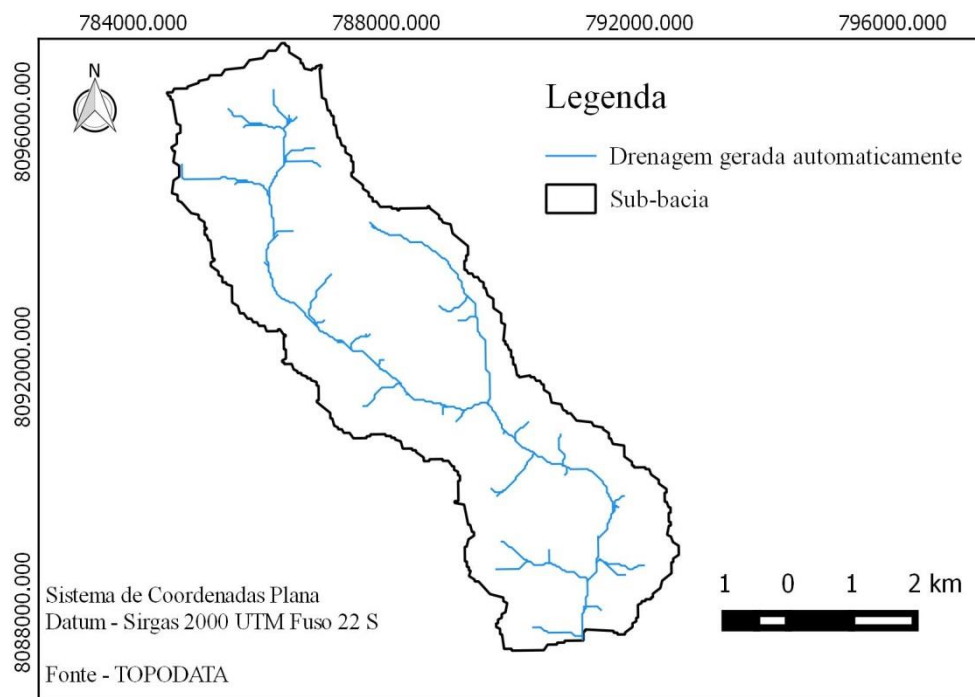 784000.000 788000.000 792000.000 796000.000
8096000.000
8092000.000
8088000.000
N
Legenda
Drenagem gerada automaticamente
Sub-bacia
1 0 1 2 km
Sistema de Coordenadas Plana
Datum - Sirgas 2000 UTM Fuso 22 S
Fonte - TOPODATA